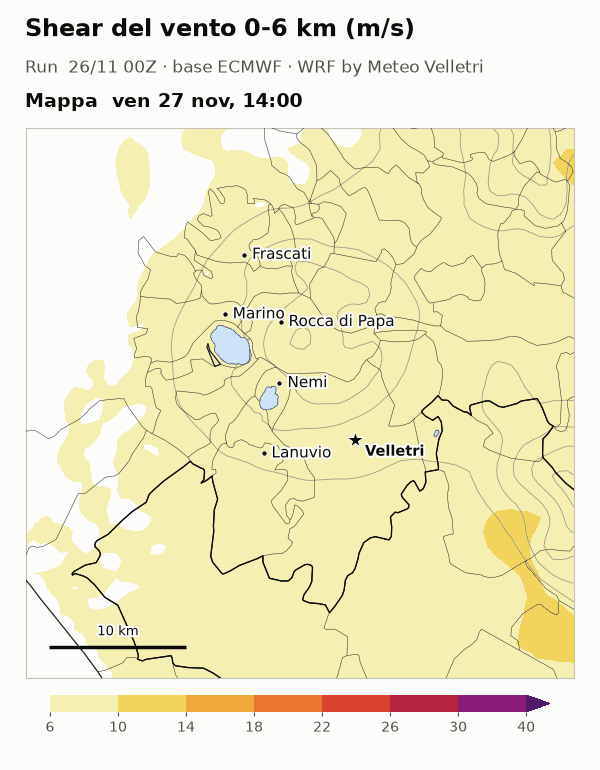 Shear del vento 0-6 km (m/s)
Run  26/11 00Z · base ECMWF · WRF by Meteo Velletri
Mappa  ven 27 nov, 14:00
Frascati
Marino
Rocca di Papa
Nemi
Velletri
Lanuvio
10 km
6 10 14 18 22 26 30 40